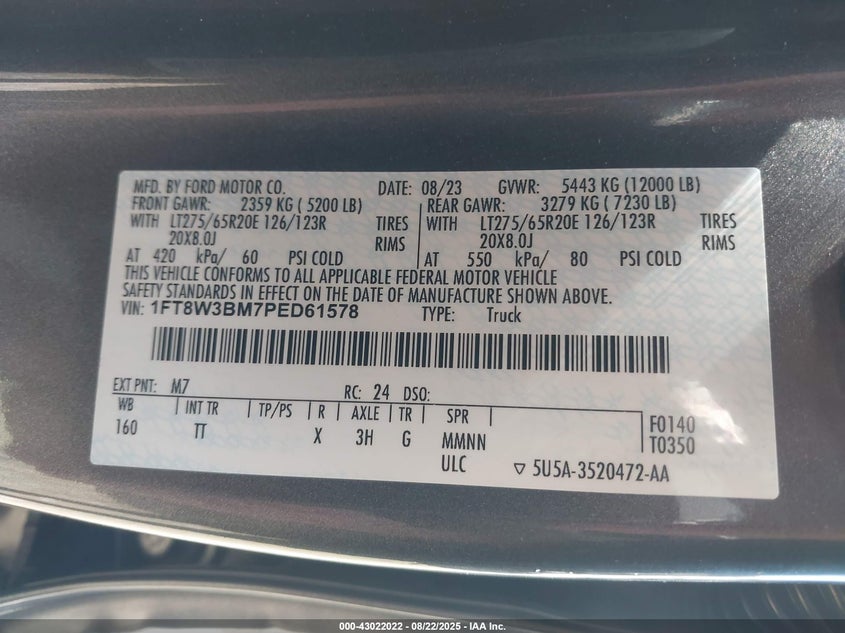 MFD. BY FORD MOTOR CO. DATE: 08/23 GVWR: 5443 KG (12000 LB)
FRONT GAWR: 2359 KG ( 5200 LB) REAR GAWR: 3279 KG ( 7230 LB)
WITH LT275/65R20E 126/123R TIRES WITH LT275/65R20E 126/123R TIRES
20X8.0J RIMS 20X8.0J RIMS
AT 420 kPa/ 60 PSI COLD AT 550 kPa/ 80 PSI COLD
THIS VEHICLE CONFORMS TO ALL APPLICABLE FEDERAL MOTOR VEHICLE
SAFETY STANDARDS IN EFFECT ON THE DATE OF MANUFACTURE SHOWN ABOVE.
VIN: 1FT8W3BM7PED61578 TYPE: Truck
EXT PNT: M7 RC: 24 DSO:
WB | INT TR | TP/PS | R | AXLE | TR | SPR | F0140
160 TT X 3H G MMNN T0350
ULC ▽ 5U5A-3520472-AA
000-43022022 - 08/22/2025 - IAA Inc.